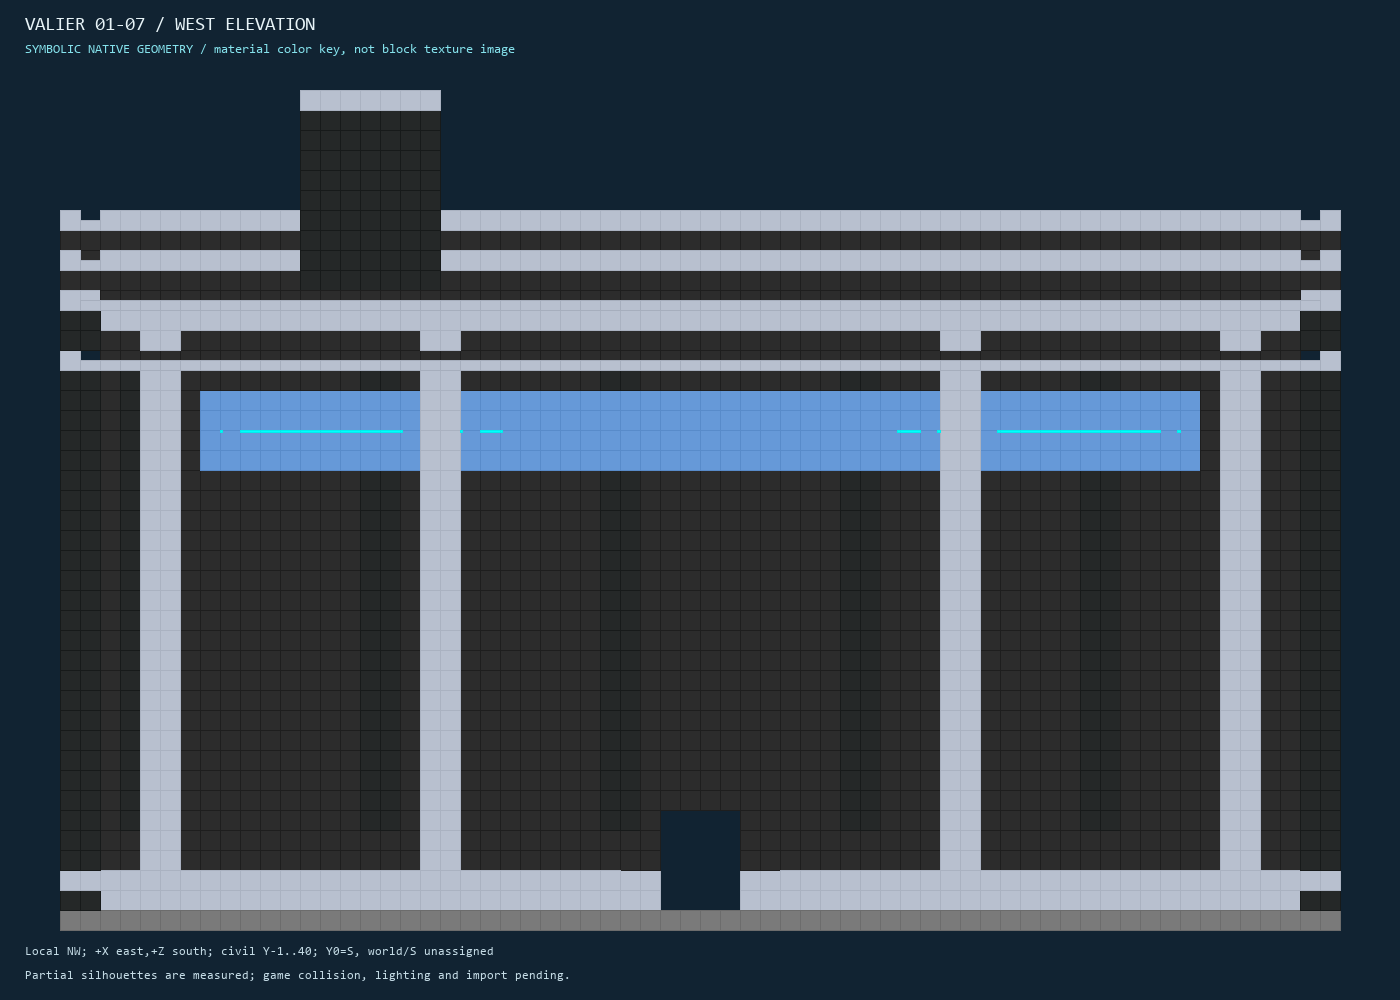 VALIER 01-07 / WEST ELEVATION
SYMBOLIC NATIVE GEOMETRY / material color key, not block texture image
Local NW; +X east,+Z south; civil Y-1..40; Y0=S, world/S unassigned
Partial silhouettes are measured; game collision, lighting and import pending.